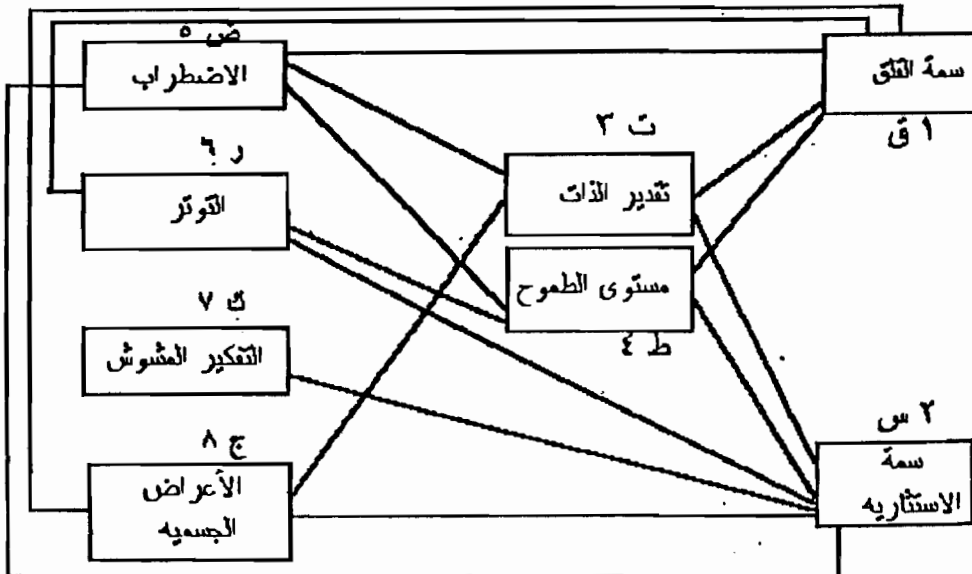 سمة القلق
١ ق
ض ٥
الاضطراب
ت ٣
تقدير الذات
ر ٦
التوتر
مستوى الطموح
ط ٤
ك ٧
التفكير المشوش
٢ س
سمة
الاستثاريه
ج ٨
الأعراض
الجسميه